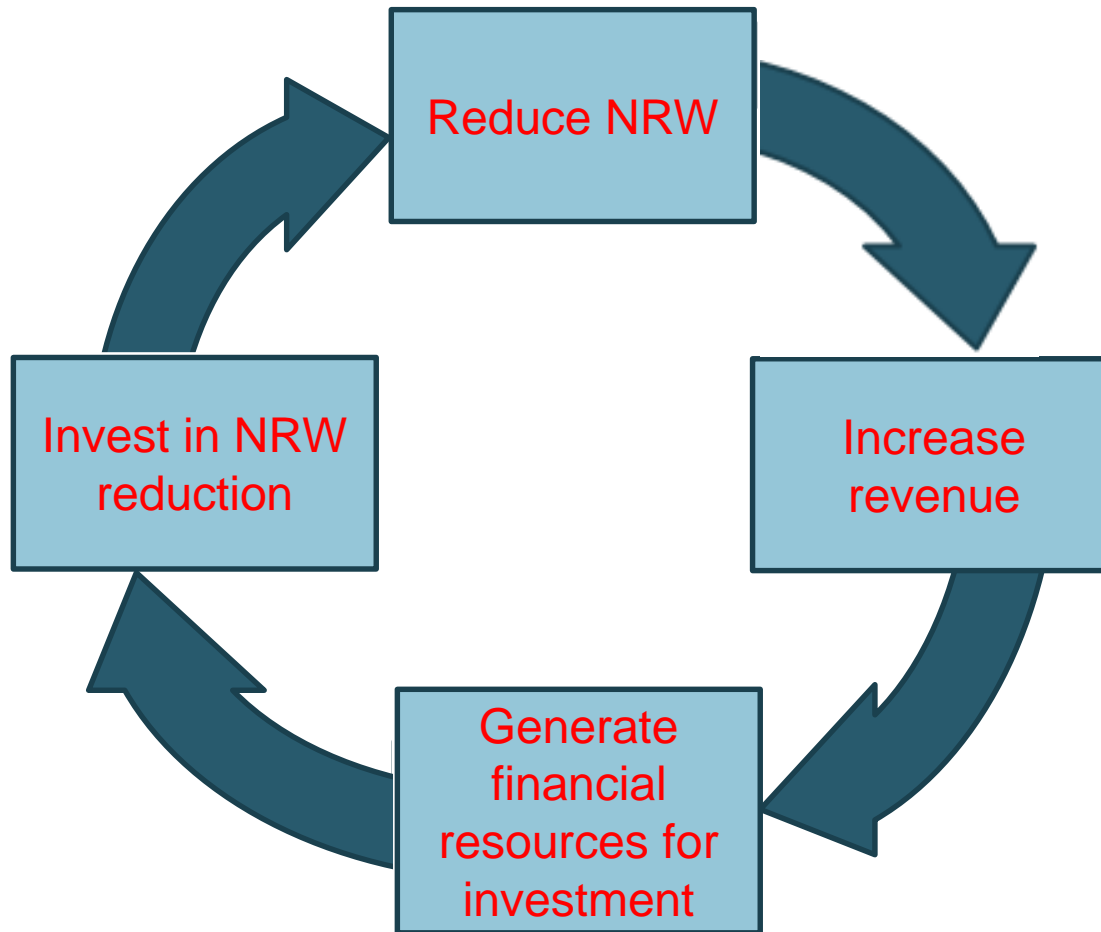 Reduce NRW
Increase
revenue
Generate
financial
resources for
investment
Invest in NRW
reduction